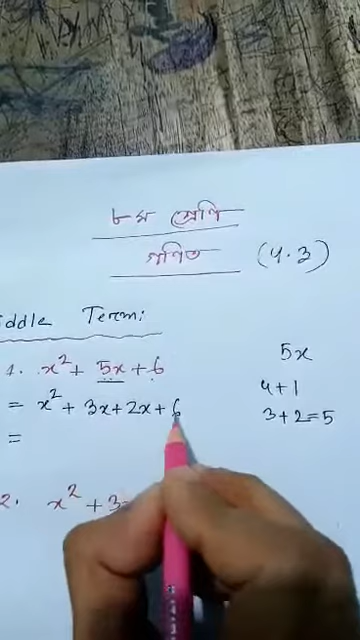 ৮ম শ্রেণি
গণিত (4.3)
iddle Term:
1. x² + 5x + 6
= x² + 3x + 2x + 6
=
5x
4+1
3+2=5
2. x² + 3